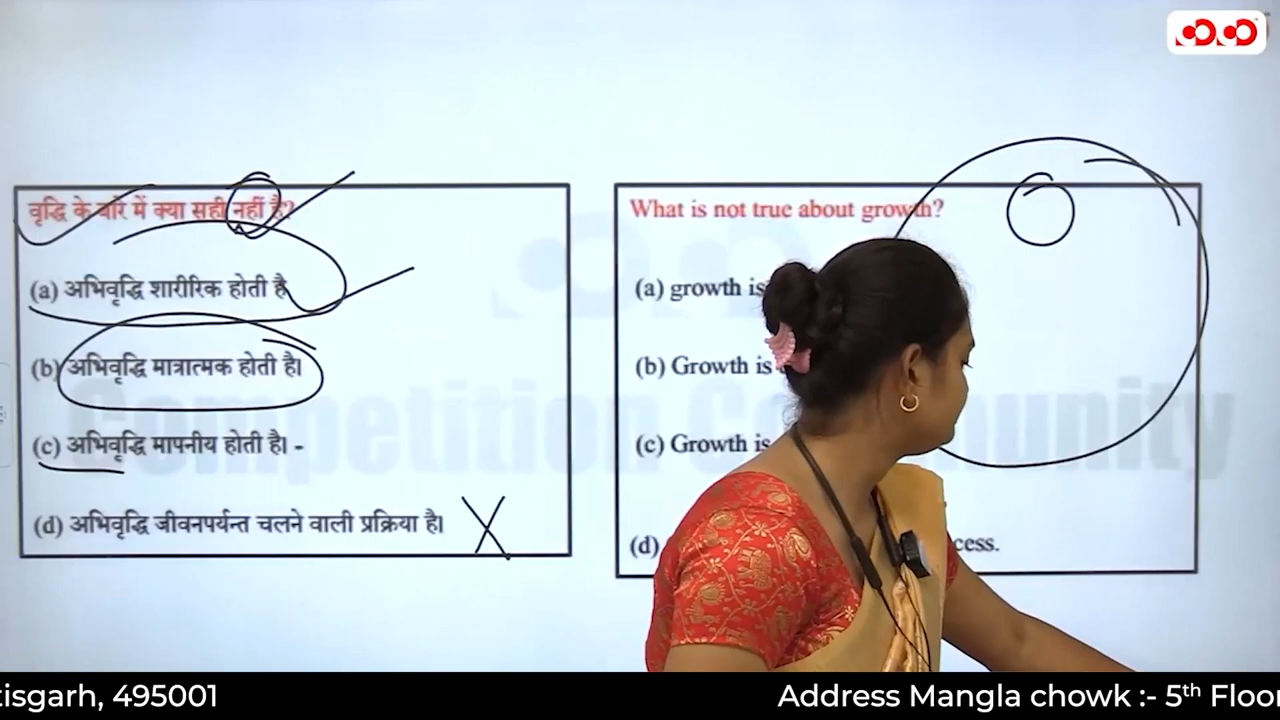 वृद्धि के बारे में क्या सही नहीं है?
(a) अभिवृद्धि शारीरिक होती है
(b) अभिवृद्धि मात्रात्मक होती है।
(c) अभिवृद्धि मापनीय होती है। -
(d) अभिवृद्धि जीवनपर्यन्त चलने वाली प्रक्रिया है।
What is not true about growth?
(a) growth is
(b) Growth is
(c) Growth is
(d)
cess.
Competition Community
tisgarh, 495001
Address Mangla chowk :- 5th Floor